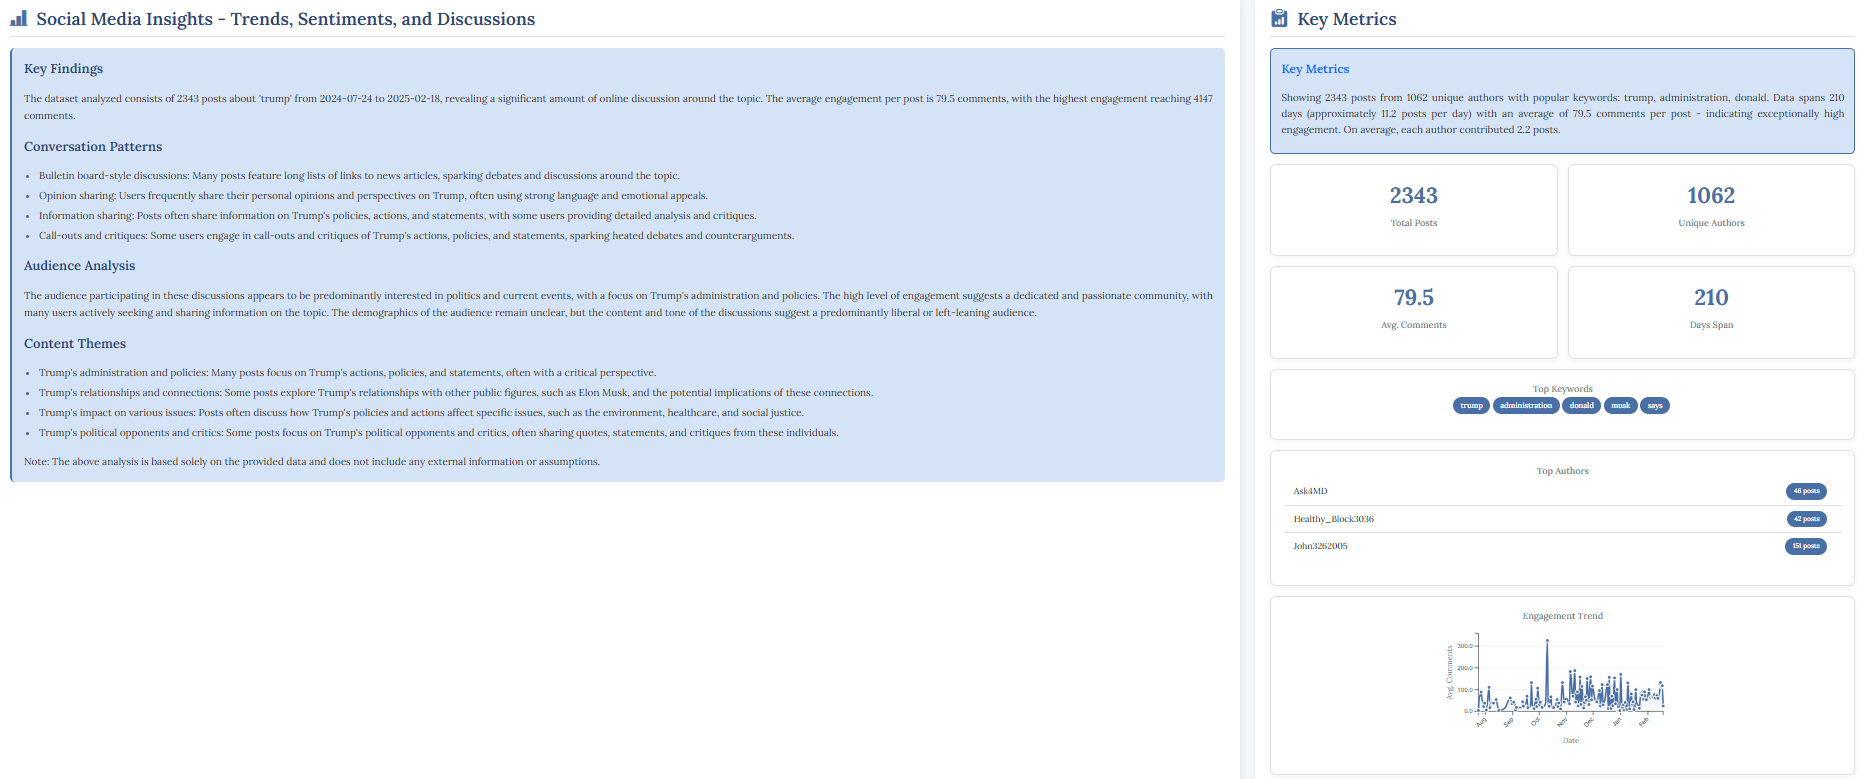 Social Media Insights - Trends, Sentiments, and Discussions
Key Findings
The dataset analyzed consists of 2343 posts about 'trump' from 2024-07-24 to 2025-02-18, revealing a significant amount of online discussion around the topic. The average engagement per post is 79.5 comments, with the highest engagement reaching 4147
comments.
Conversation Patterns
• Bulletin board-style discussions: Many posts feature long lists of links to news articles, sparking debates and discussions around the topic.
• Opinion sharing: Users frequently share their personal opinions and perspectives on Trump, often using strong language and emotional appeals.
• Information sharing: Posts often share information on Trump's policies, actions, and statements, with some users providing detailed analysis and critiques.
• Call-outs and critiques: Some users engage in call-outs and critiques of Trump's actions, policies, and statements, sparking heated debates and counterarguments.
Audience Analysis
The audience participating in these discussions appears to be predominantly interested in politics and current events, with a focus on Trump's administration and policies. The high level of engagement suggests a dedicated and passionate community, with
many users actively seeking and sharing information on the topic. The demographics of the audience remain unclear, but the content and tone of the discussions suggest a predominantly liberal or left-leaning audience.
Content Themes
• Trump's administration and policies: Many posts focus on Trump's actions, policies, and statements, often with a critical perspective.
• Trump's relationships and connections: Some posts explore Trump's relationships with other public figures, such as Elon Musk, and the potential implications of these connections.
• Trump's impact on various issues: Posts often discuss how Trump's policies and actions affect specific issues, such as the environment, healthcare, and social justice.
• Trump's political opponents and critics: Some posts focus on Trump's political opponents and critics, often sharing quotes, statements, and critiques from these individuals.
Note: The above analysis is based solely on the provided data and does not include any external information or assumptions.
Key Metrics
Key Metrics
Showing 2343 posts from 1062 unique authors with popular keywords: trump, administration, donald. Data spans 210
days (approximately 11.2 posts per day) with an average of 79.5 comments per post - indicating exceptionally high
engagement. On average, each author contributed 2.2 posts.
2343
Total Posts
1062
Unique Authors
79.5
Avg. Comments
210
Days Span
Top Keywords
trump administration donald musk says
Top Authors
Ask4MD 46 posts
Healthy_Block3036 42 posts
John3262005 151 posts
Engagement Trend
Avg. Comments
300.0
200.0
100.0
0.0
Aug Sep Oct Nov Dec Jan Feb
Date